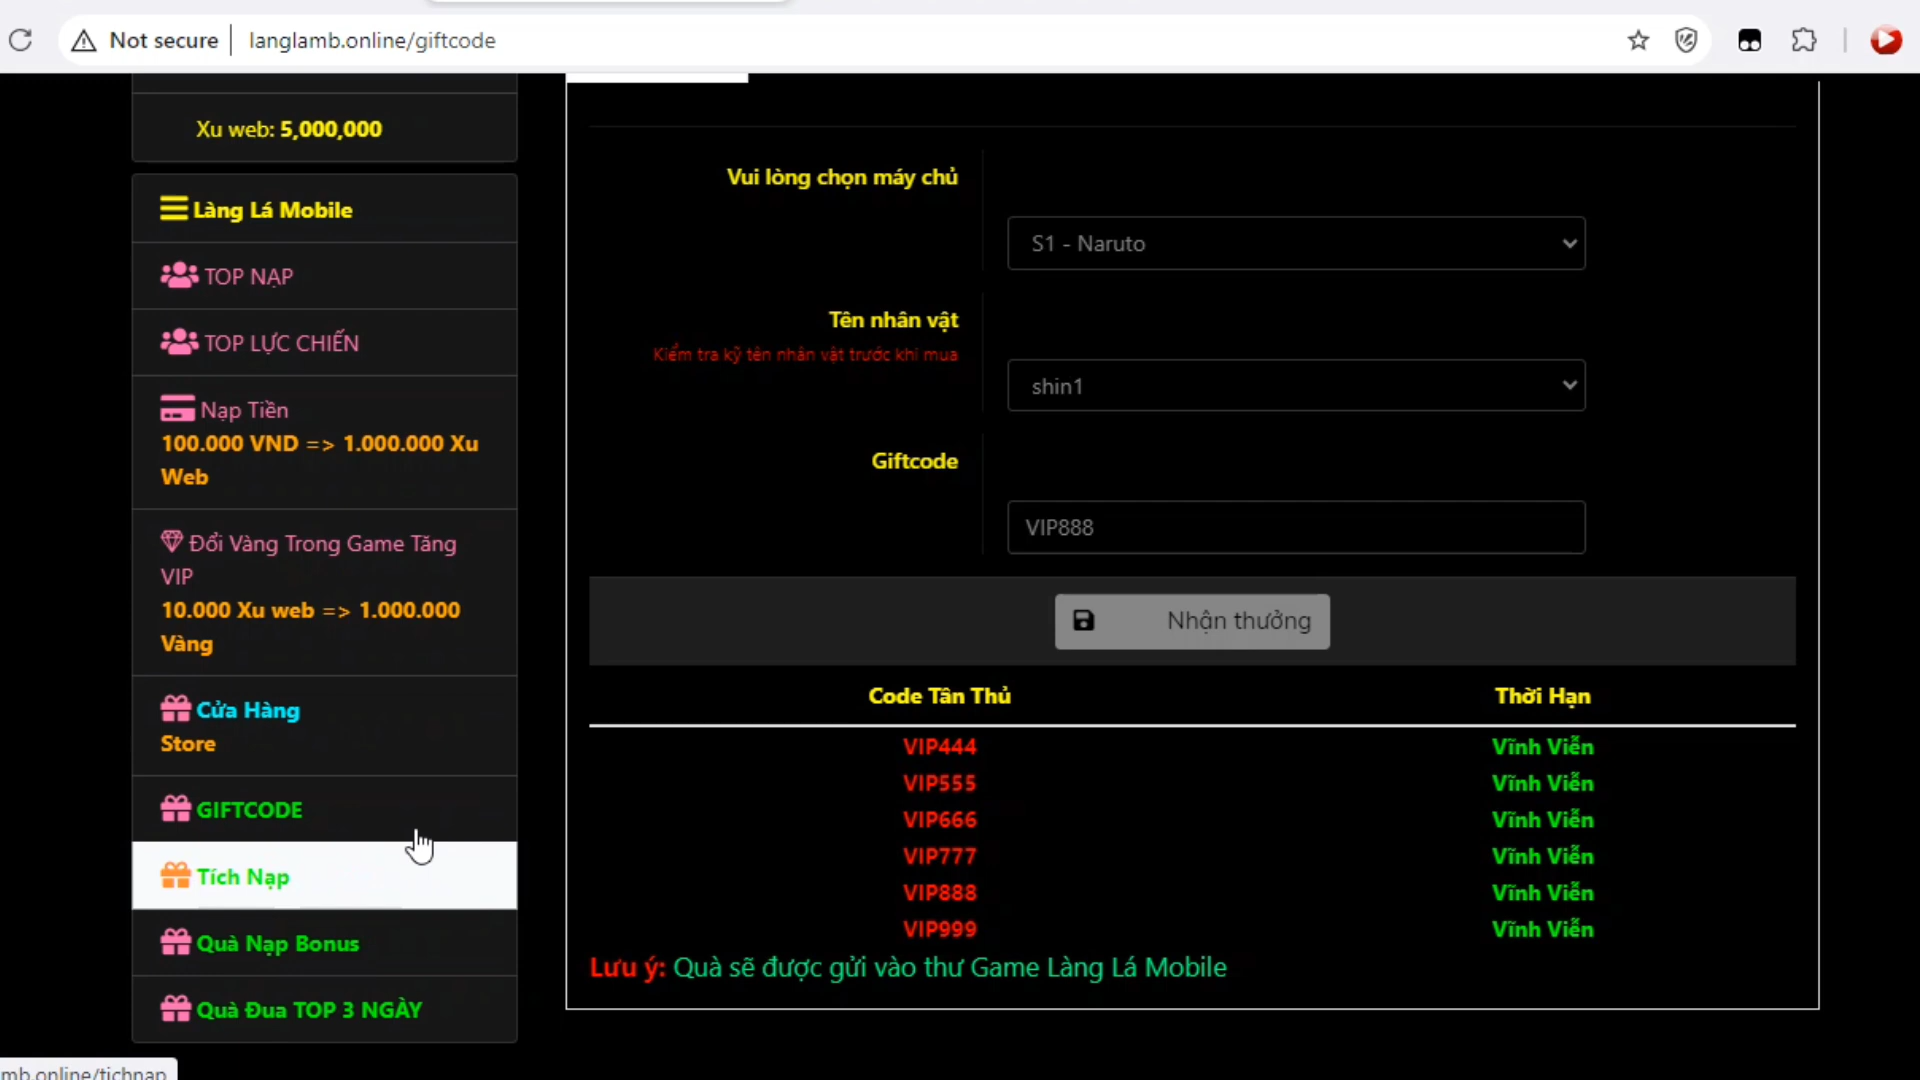 Not secure
langlamb.online/giftcode
Xu web: 5,000,000
Làng Lá Mobile
TOP NẠP
TOP LỰC CHIẾN
Nạp Tiền
100.000 VND => 1.000.000 Xu
Web
Đổi Vàng Trong Game Tăng
VIP
10.000 Xu web => 1.000.000
Vàng
Cửa Hàng
Store
GIFTCODE
Tích Nạp
Quà Nạp Bonus
Quà Đua TOP 3 NGÀY
Vui lòng chọn máy chủ
S1 - Naruto
Tên nhân vật
Kiểm tra kỹ tên nhân vật trước khi mua
shin1
Giftcode
VIP888
Nhận thưởng
Code Tân Thủ Thời Hạn
VIP444 Vĩnh Viễn
VIP555 Vĩnh Viễn
VIP666 Vĩnh Viễn
VIP777 Vĩnh Viễn
VIP888 Vĩnh Viễn
VIP999 Vĩnh Viễn
Lưu ý: Quà sẽ được gửi vào thư Game Làng Lá Mobile
mb.online/tichnap